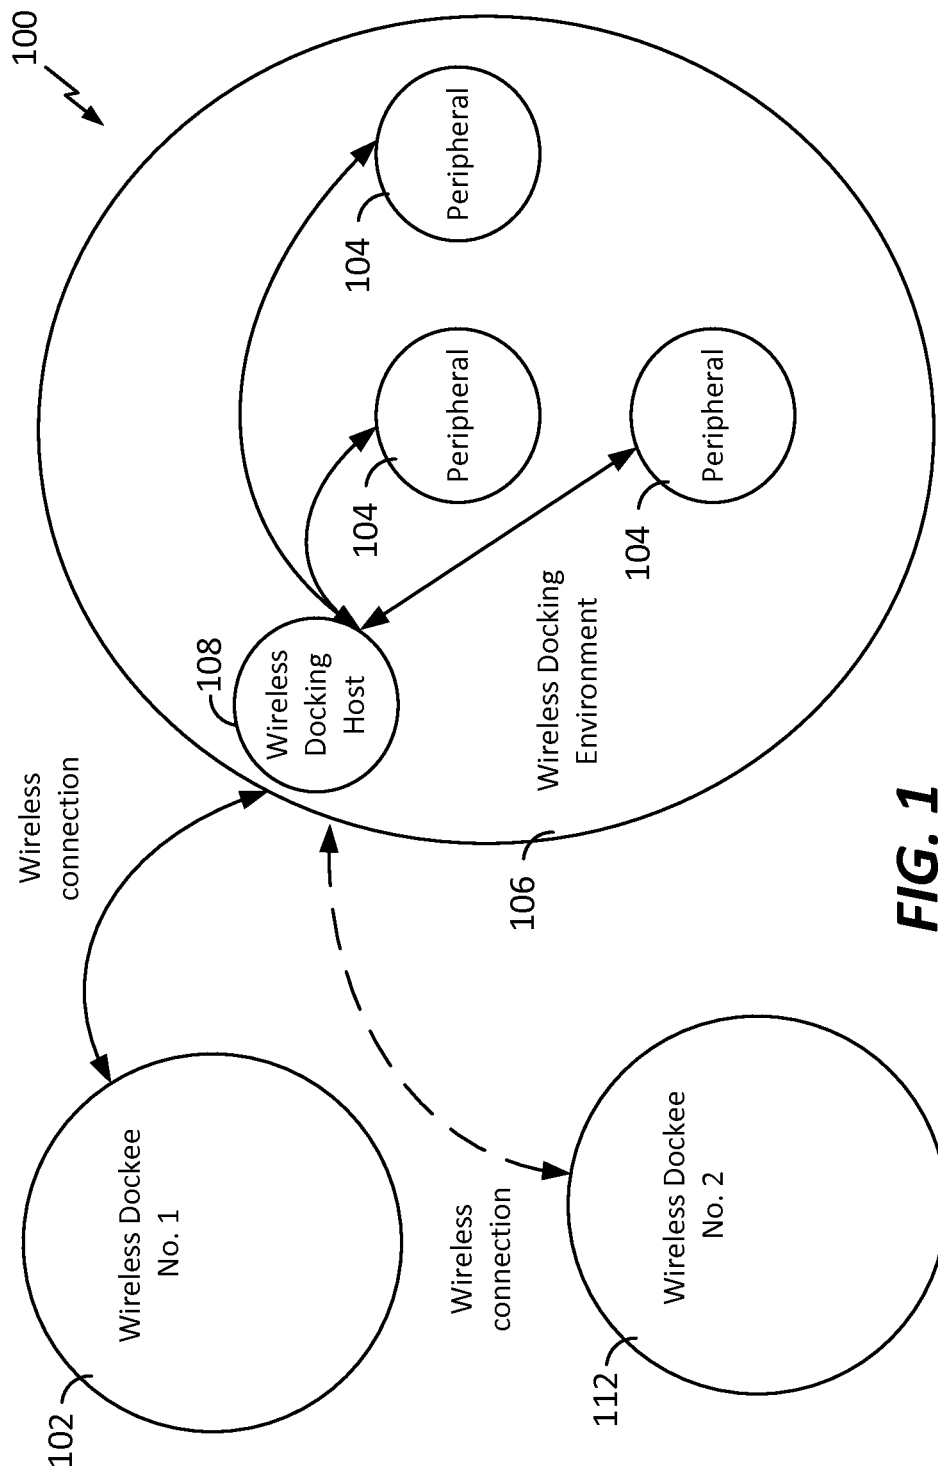 100
Wireless
connection
108
Wireless
Docking
Host
104
Peripheral
104
Peripheral
104
Peripheral
Wireless Docking
Environment
106
102
Wireless Dockee
No. 1
Wireless
connection
112
Wireless Dockee
No. 2
FIG. 1